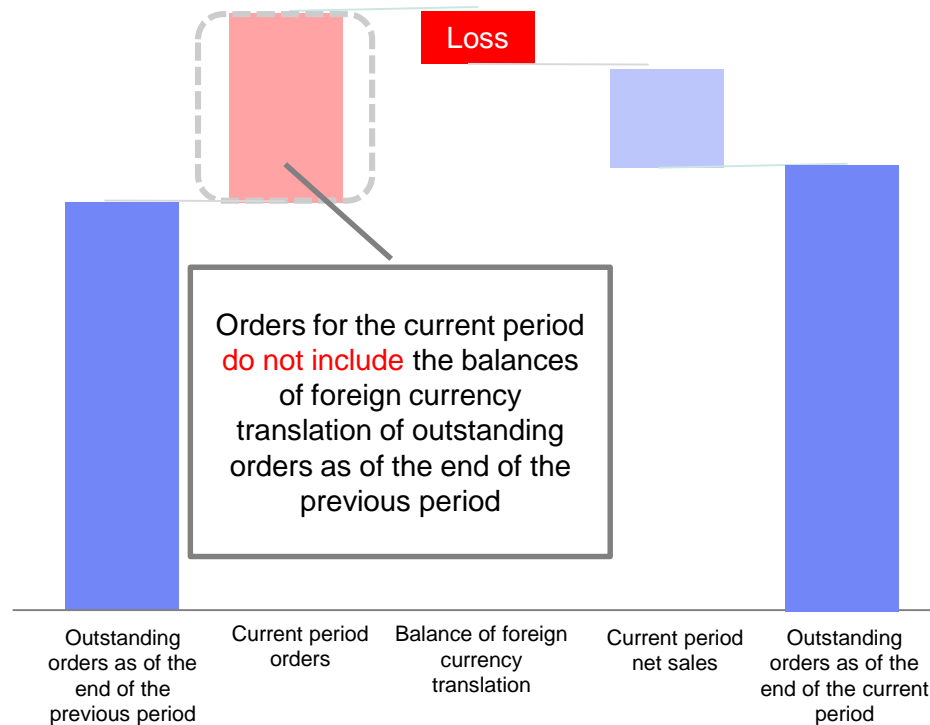 Loss
Orders for the current period
do not include the balances
of foreign currency
translation of outstanding
orders as of the end of the
previous period
Outstanding
orders as of the
end of the
previous period
Current period
orders
Balance of foreign
currency
translation
Current period
net sales
Outstanding
orders as of the
end of the current
period